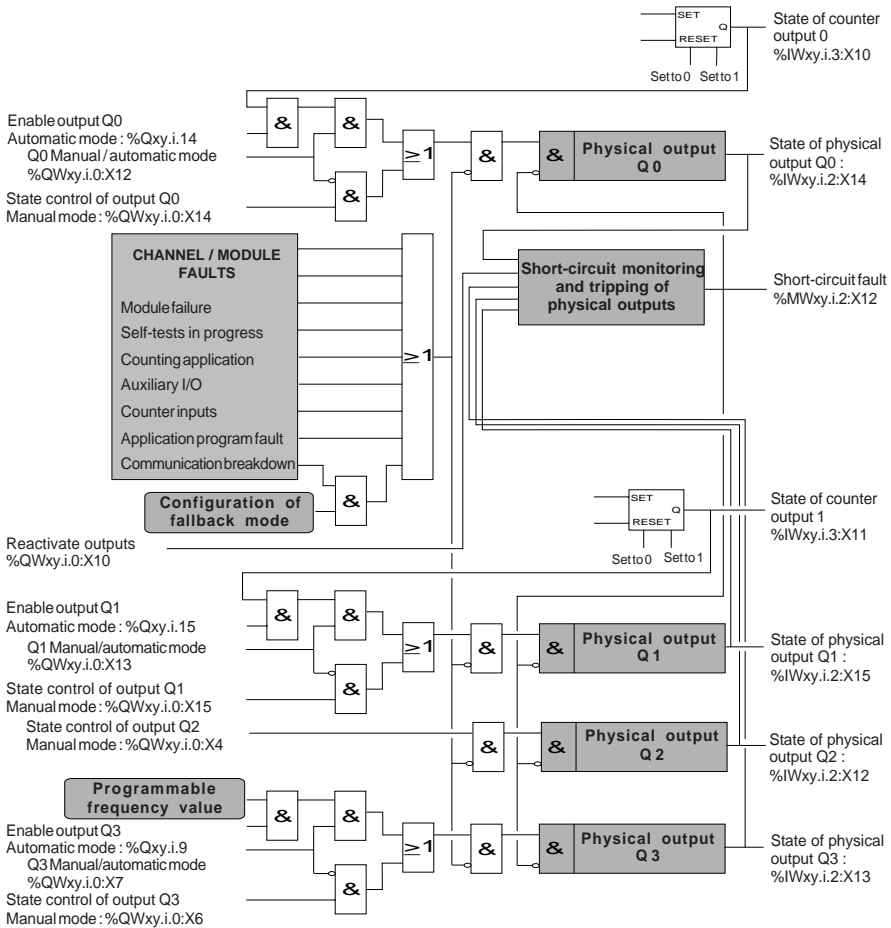 SET
Q
RESET
Set to 0 Set to 1
State of counter
output 0
%IWxy.i.3:X10
Enable output Q0
Automatic mode : %Qxy.i.14
Q0 Manual / automatic mode
%QWxy.i.0:X12
State control of output Q0
Manual mode : %QWxy.i.0:X14
&
&
&
≥1
&
&
Physical output
Q 0
State of physical
output Q0 :
%IWxy.i.2:X14
CHANNEL / MODULE
FAULTS
Module failure
Self-tests in progress
Counting application
Auxiliary I/O
Counter inputs
Application program fault
Communication breakdown
≥1
&
Configuration of
fallback mode
Short-circuit monitoring
and tripping of
physical outputs
Short-circuit fault
%MWxy.i.2:X12
Reactivate outputs
%QWxy.i.0:X10
SET
Q
RESET
Set to 0 Set to 1
State of counter
output 1
%IWxy.i.3:X11
Enable output Q1
Automatic mode : %Qxy.i.15
Q1 Manual/automatic mode
%QWxy.i.0:X13
State control of output Q1
Manual mode : %QWxy.i.0:X15
&
&
&
≥1
&
&
Physical output
Q 1
State of physical
output Q1 :
%IWxy.i.2:X15
State control of output Q2
Manual mode : %QWxy.i.0:X4
&
&
Physical output
Q 2
State of physical
output Q2 :
%IWxy.i.2:X12
Programmable
frequency value
Enable output Q3
Automatic mode : %Qxy.i.9
Q3 Manual/automatic mode
%QWxy.i.0:X7
State control of output Q3
Manual mode : %QWxy.i.0:X6
&
&
&
≥1
&
&
Physical output
Q 3
State of physical
output Q3 :
%IWxy.i.2:X13